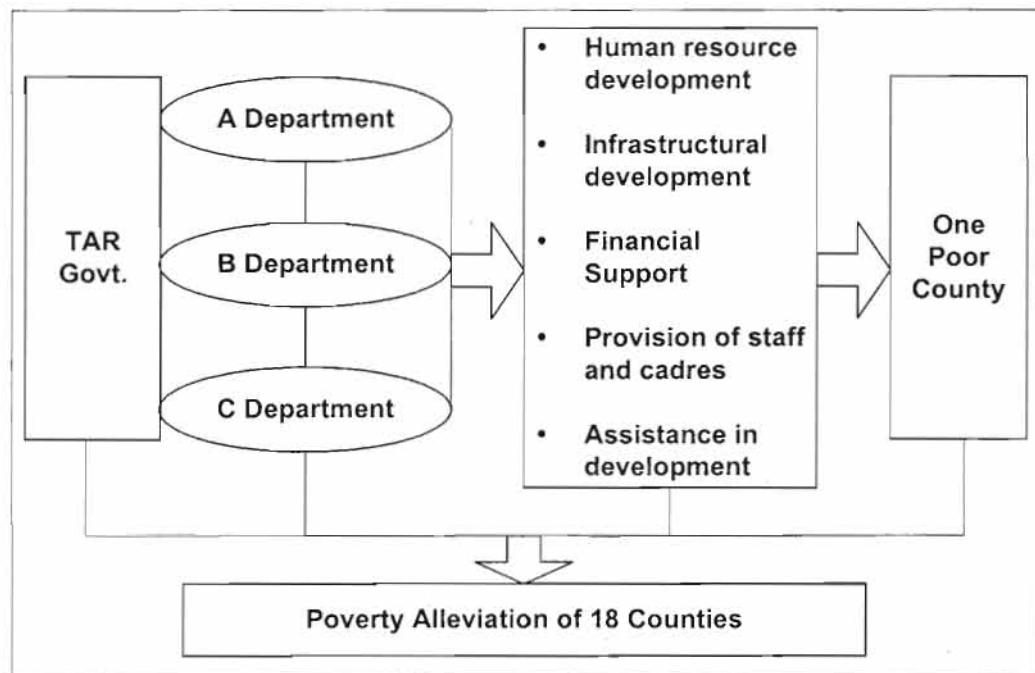 TAR
Govt.
A Department
B Department
C Department
• Human resource
development
• Infrastructural
development
• Financial
Support
• Provision of staff
and cadres
• Assistance in
development
One
Poor
County
Poverty Alleviation of 18 Counties